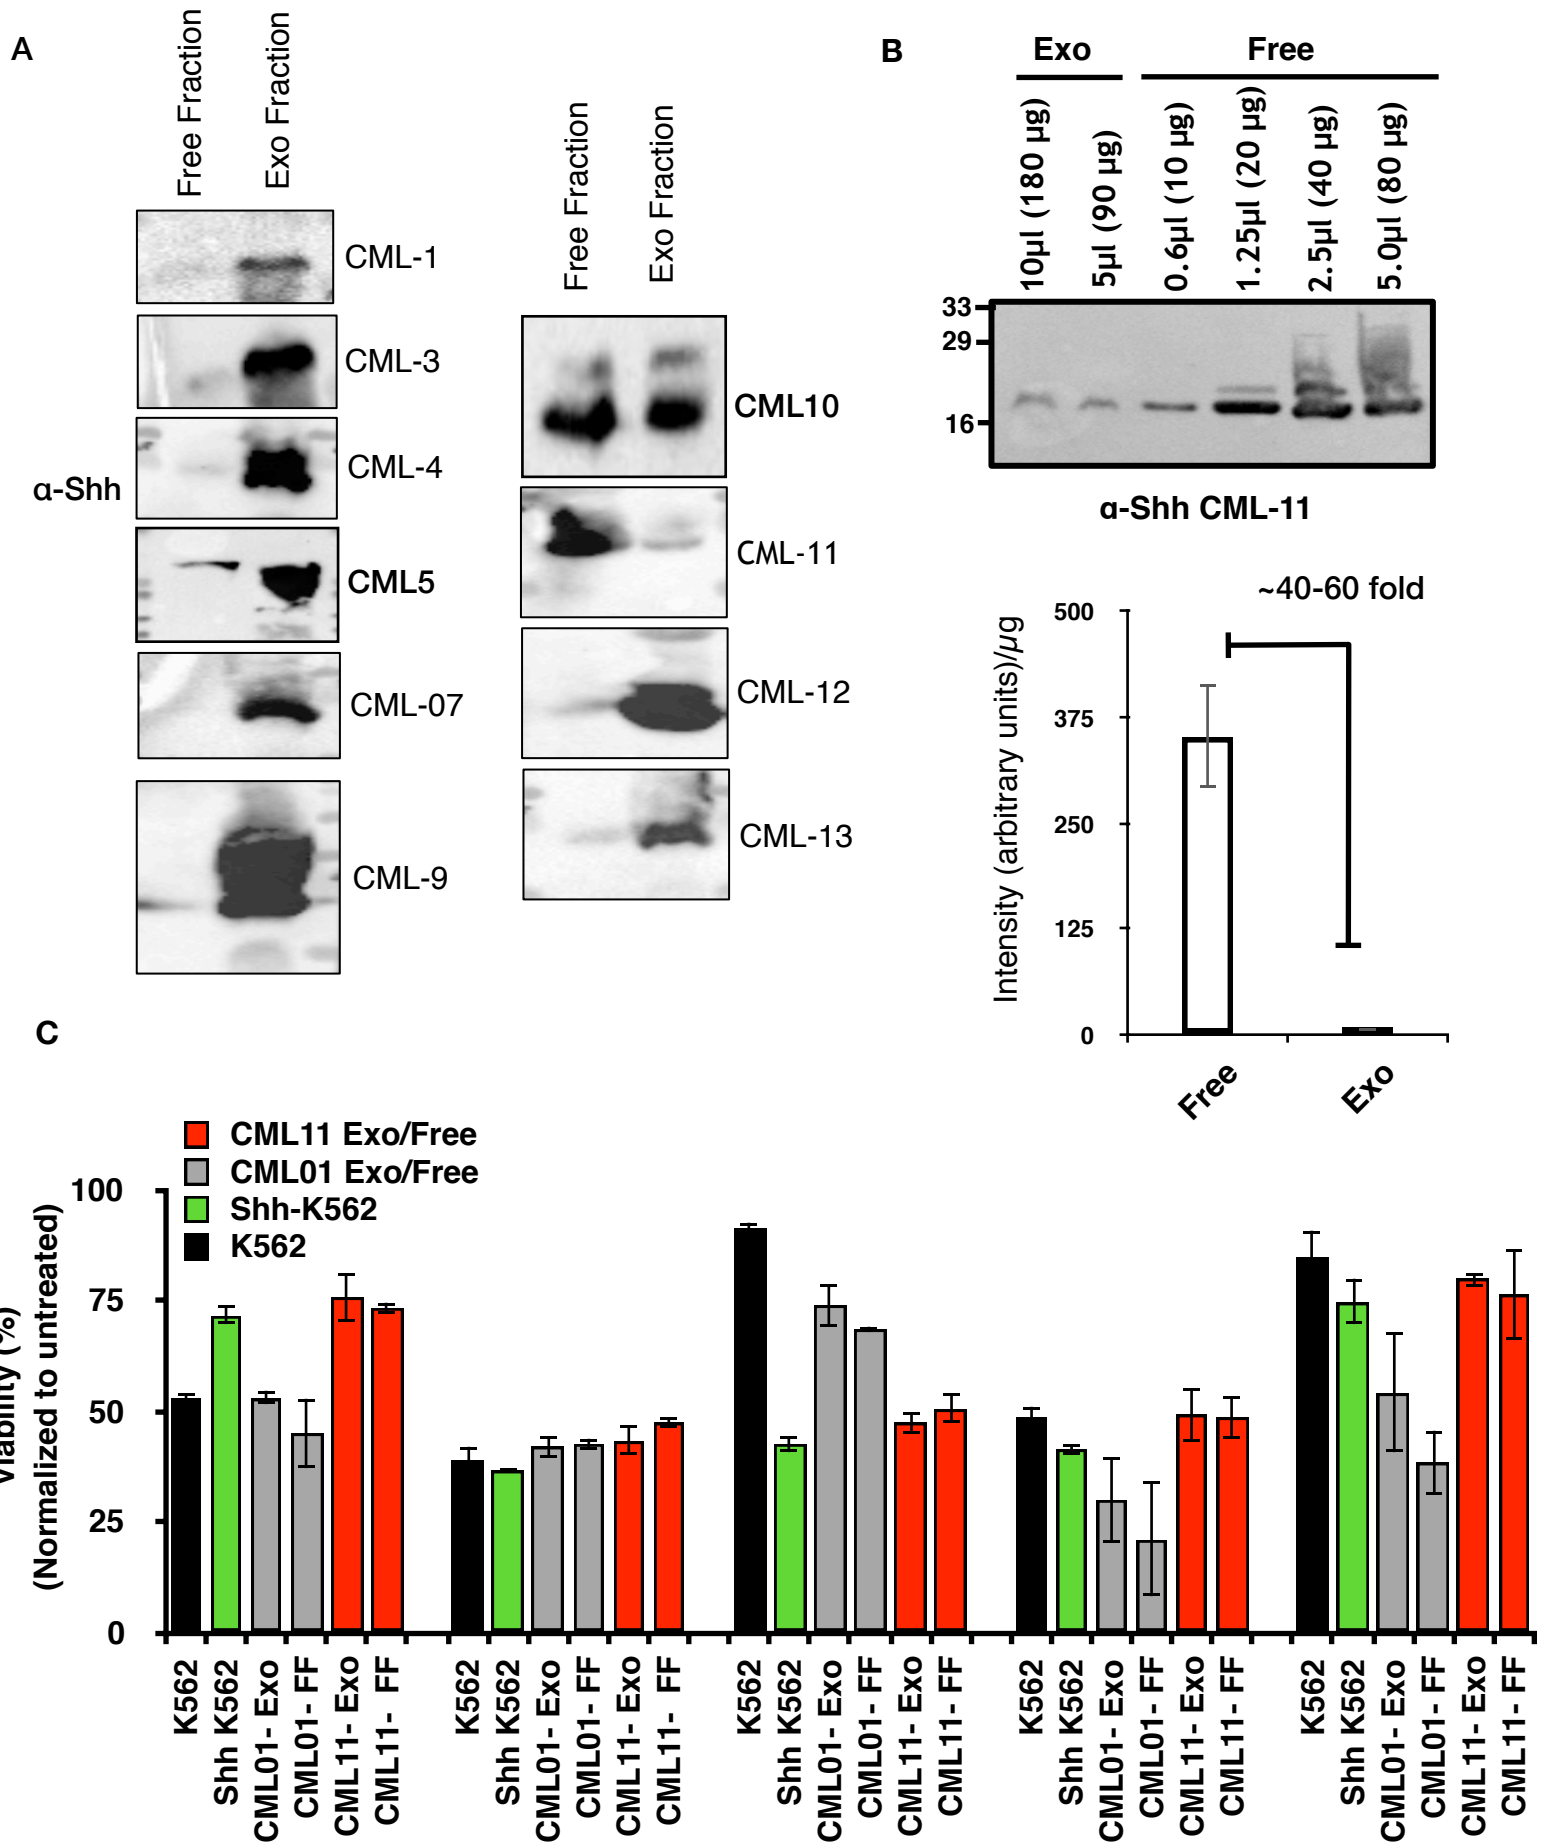 A
Free Fraction
Exo Fraction
CML-1
CML-3
CML-4
α-Shh
CML5
CML-07
CML-9
Free Fraction
Exo Fraction
CML10
CML-11
CML-12
CML-13
B
Exo
Free
10µl (180 µg)
5µl (90 µg)
0.6µl (10 µg)
1.25µl (20 µg)
2.5µl (40 µg)
5.0µl (80 µg)
33
29
16
α-Shh CML-11
~40-60 fold
Intensity (arbitrary units)/µg
500
375
250
125
0
Free
Exo
C
CML11 Exo/Free
CML01 Exo/Free
Shh-K562
K562
Viability (%)
(Normalized to untreated)
100
75
50
25
0
K562
Shh K562
CML01- Exo
CML01- FF
CML11- Exo
CML11- FF
K562
Shh K562
CML01- Exo
CML01- FF
CML11- Exo
CML11- FF
K562
Shh K562
CML01- Exo
CML01- FF
CML11- Exo
CML11- FF
K562
Shh K562
CML01- Exo
CML01- FF
CML11- Exo
CML11- FF
K562
Shh K562
CML01- Exo
CML01- FF
CML11- Exo
CML11- FF